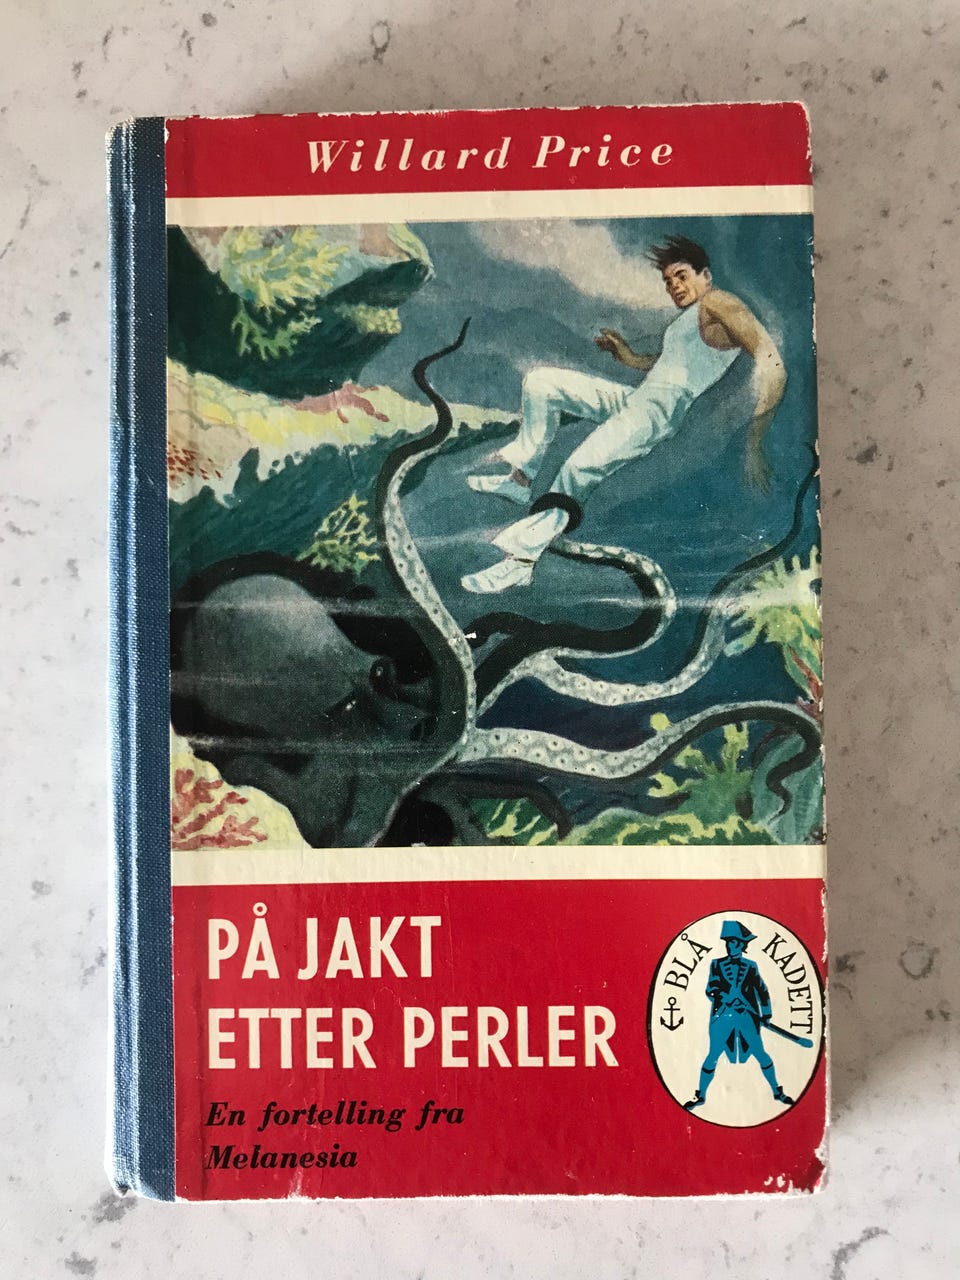 Willard Price
PÅ JAKT
ETTER PERLER
En fortelling fra
Melanesia
BLÅ KADETT